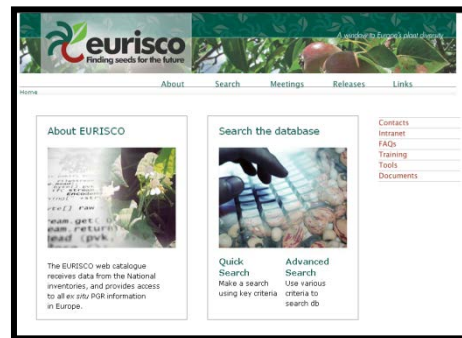 eurisco
Finding seeds for the future
A window to Europe's plant diversity
About Search Meetings Releases Links
Home
About EURISCO
The EURISCO web catalogue
receives data from the National
inventories, and provides access
to all ex situ PGR information
in Europe.
Search the database
Quick
Search
Make a search
using key criteria
Advanced
Search
Use various
criteria to
search db
Contacts
Intranet
FAQs
Training
Tools
Documents